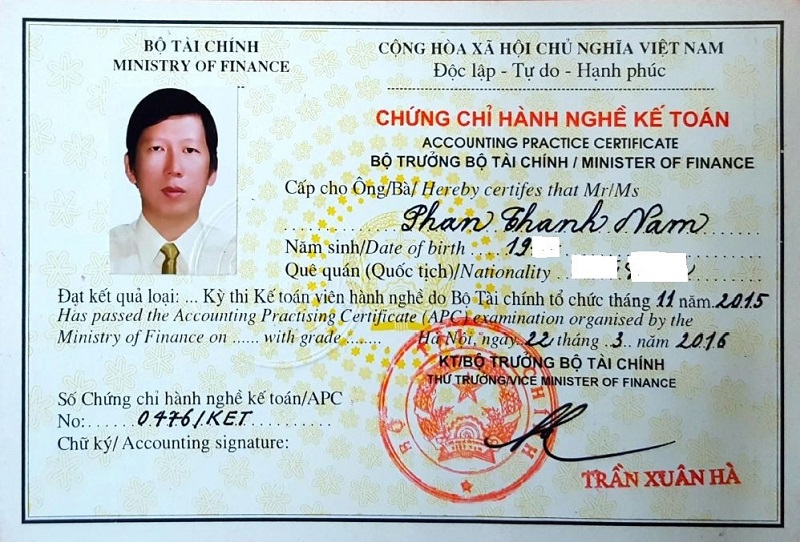 BỘ TÀI CHÍNH
MINISTRY OF FINANCE
CỘNG HÒA XÃ HỘI CHỦ NGHĨA VIỆT NAM
Độc lập - Tự do - Hạnh phúc
CHỨNG CHỈ HÀNH NGHỀ KẾ TOÁN
ACCOUNTING PRACTICE CERTIFICATE
BỘ TRƯỞNG BỘ TÀI CHÍNH / MINISTER OF FINANCE
Cấp cho Ông/Bà/ Hereby certifes that Mr/Ms
Phan Thanh Nam
Năm sinh/Date of birth .... 19
Quê quán (Quốc tịch)/Nationality
Đạt kết quả loại: ... Kỳ thi Kế toán viên hành nghề do Bộ Tài chính tổ chức tháng 11 năm 2015
Has passed the Accounting Practising Certificate (APC) examination organised by the
Ministry of Finance on ...... with grade ........ Hà Nội, ngày 22 tháng 3 năm 2016
KT/BỘ TRƯỞNG BỘ TÀI CHÍNH
THỨ TRƯỞNG/VICE MINISTER OF FINANCE
Số Chứng chỉ hành nghề kế toán/APC
No: 0476/KET
Chữ ký/ Accounting signature:
TRẦN XUÂN HÀ